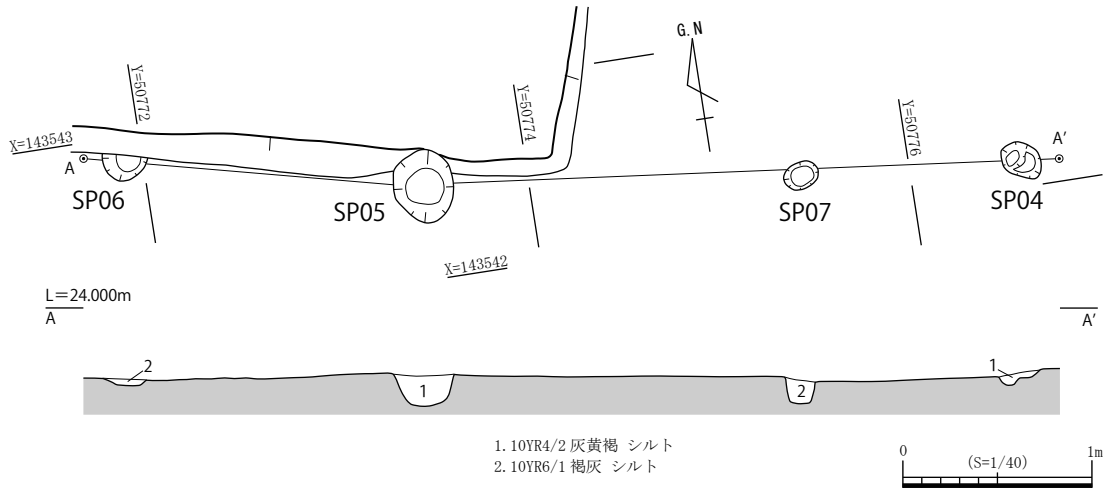 G.N
Y=50772
Y=50774
Y=50776
X=143543
A
A'
SP06
SP05
SP07
SP04
X=143542
L=24.000m
A
A'
2
1
2
1
1. 10YR4/2 灰黄褐 シルト
2. 10YR6/1 褐灰 シルト
0
(S=1/40)
1m